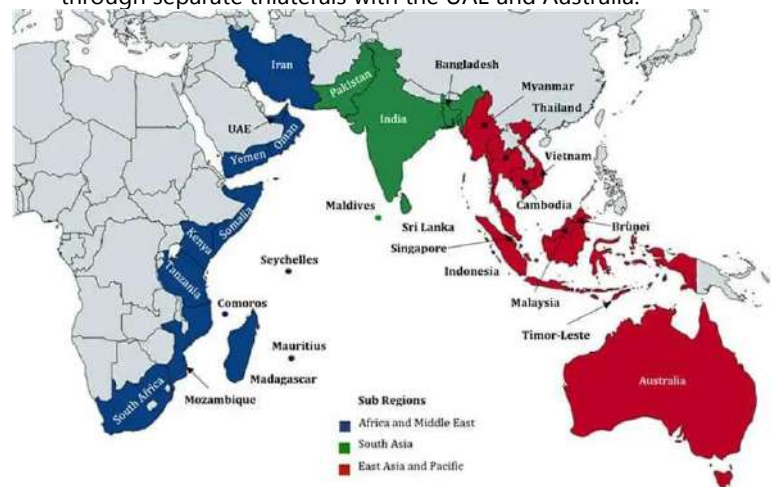 through separate trilaterals with the UAE and Australia.
Iran
Pakistan
Bangladesh
Myanmar
India
Thailand
UAE
Oman
Yemen
Vietnam
Maldives
Cambodia
Somalia
Sri Lanka
Brunei
Kenya
Singapore
Seychelles
Indonesia
Tanzania
Malaysia
Comoros
Timor-Leste
Mauritius
Madagascar
Australia
South Africa
Mozambique
Sub Regions
Africa and Middle East
South Asia
East Asia and Pacific